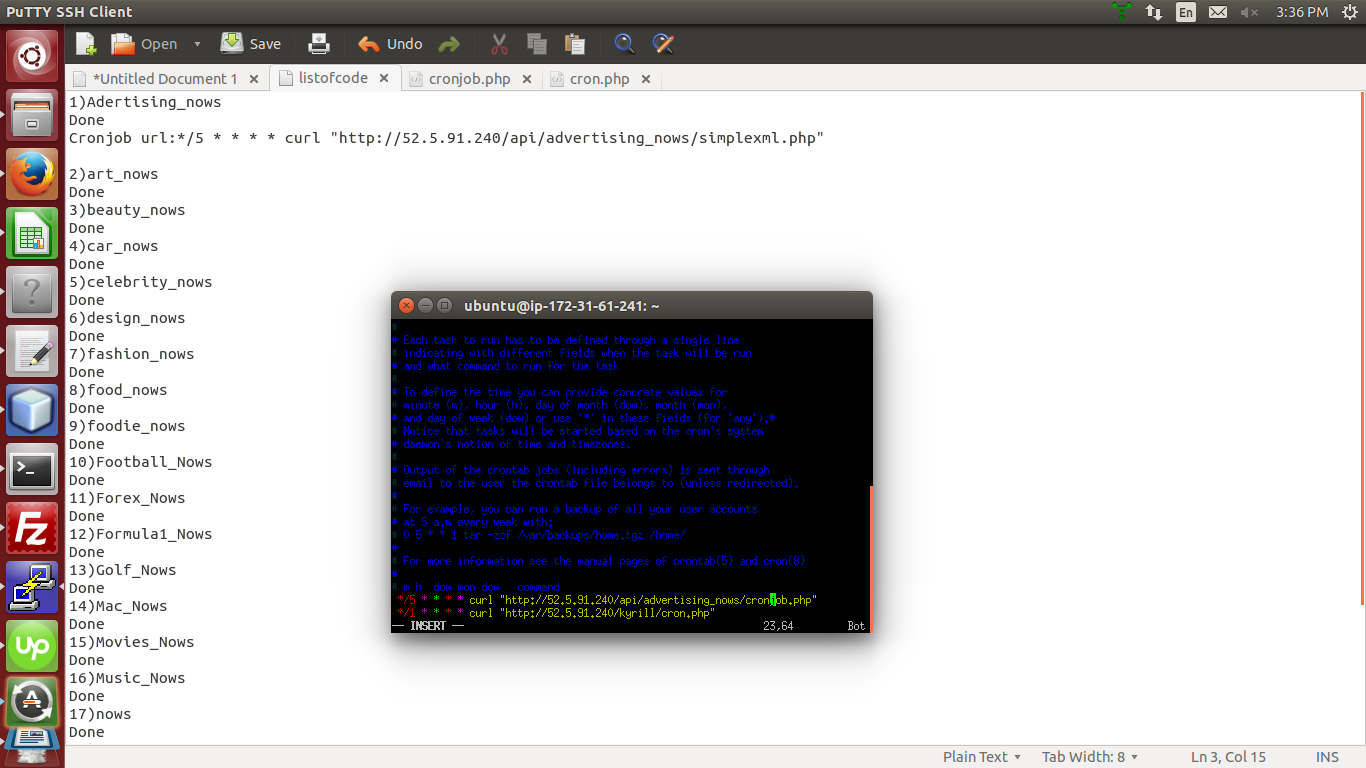 PuTTY SSH Client
En
3:36 PM
Open
Save
Undo
*Untitled Document 1
listofcode
cronjob.php
cron.php
1)Adertising_nows
Done
Cronjob url:*/5 * * * * curl "http://52.5.91.240/api/advertising_nows/simplexml.php"
2)art_nows
Done
3)beauty_nows
Done
4)car_nows
Done
5)celebrity_nows
Done
6)design_nows
Done
7)fashion_nows
Done
8)food_nows
Done
9)foodie_nows
Done
10)Football_Nows
Done
11)Forex_Nows
Done
12)Formula1_Nows
Done
13)Golf_Nows
Done
14)Mac_Nows
Done
15)Movies_Nows
Done
16)Music_Nows
Done
17)nows
Done
ubuntu@ip-172-31-61-241: ~
#
# Each task to run has to be defined through a single line
# indicating with different fields when the task will be run
# and what command to run for the task
#
# To define the time you can provide concrete values for
# minute (m), hour (h), day of month (dom), month (mon),
# and day of week (dow) or use '*' in these fields (for 'any').#
# Notice that tasks will be started based on the cron's system
# daemon's notion of time and timezones.
#
# Output of the crontab jobs (including errors) is sent through
# email to the user the crontab file belongs to (unless redirected).
#
# For example, you can run a backup of all your user accounts
# at 5 a.m every week with:
# 0 5 * * 1 tar -zcf /var/backups/home.tgz /home/
#
# For more information see the manual pages of crontab(5) and cron(8)
#
# m h  dom mon dow   command
*/5 * * * * curl "http://52.5.91.240/api/advertising_nows/cronjob.php"
*/1 * * * * curl "http://52.5.91.240/kyrill/cron.php"
-- INSERT --
23,64
Bot
Plain Text
Tab Width: 8
Ln 3, Col 15
INS